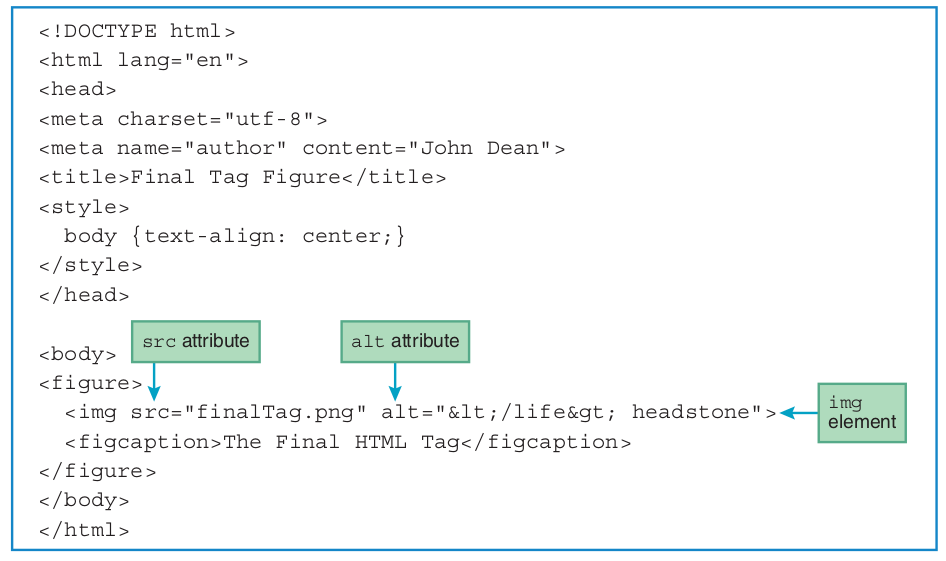 <!DOCTYPE html>
<html lang="en">
<head>
<meta charset="utf-8">
<meta name="author" content="John Dean">
<title>Final Tag Figure</title>
<style>
  body {text-align: center;}
</style>
</head>
src attribute
alt attribute
<body>
<figure>
  <img src="finalTag.png" alt="&lt;/life&gt; headstone">
img
element
  <figcaption>The Final HTML Tag</figcaption>
</figure>
</body>
</html>